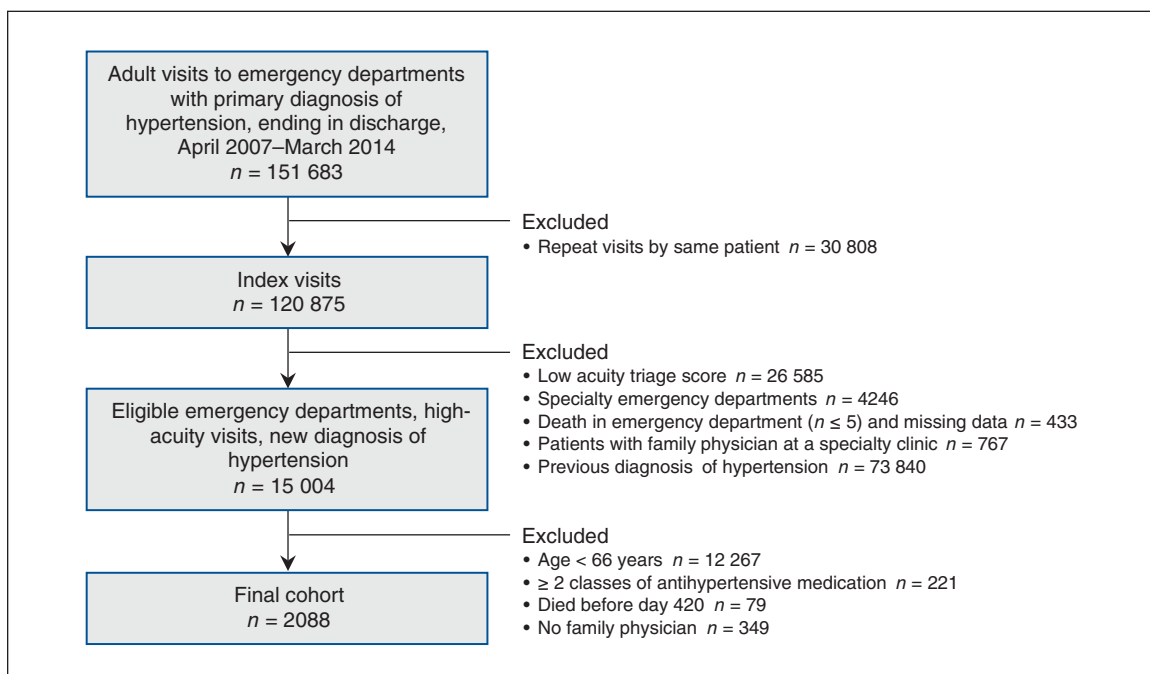 Adult visits to emergency departments
with primary diagnosis of
hypertension, ending in discharge,
April 2007–March 2014
n = 151 683
Excluded
• Repeat visits by same patient n = 30 808
Index visits
n = 120 875
Excluded
• Low acuity triage score n = 26 585
• Specialty emergency departments n = 4246
• Death in emergency department (n ≤ 5) and missing data n = 433
• Patients with family physician at a specialty clinic n = 767
• Previous diagnosis of hypertension n = 73 840
Eligible emergency departments, high-
acuity visits, new diagnosis of
hypertension
n = 15 004
Excluded
• Age < 66 years n = 12 267
• ≥ 2 classes of antihypertensive medication n = 221
• Died before day 420 n = 79
• No family physician n = 349
Final cohort
n = 2088